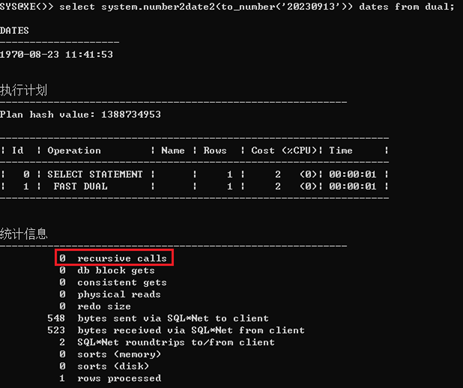 SYS@XE(>) select system.number2date2(to_number('20230913')) dates from dual;
DATES
-------------------
1970-08-23 11:41:53
执行计划
----------------------------------------------------------
Plan hash value: 1388734953
-----------------------------------------------------------------
| Id | Operation | Name | Rows | Cost (%CPU)| Time |
-----------------------------------------------------------------
| 0 | SELECT STATEMENT | | 1 | 2 (0)| 00:00:01 |
| 1 | FAST DUAL | | 1 | 2 (0)| 00:00:01 |
-----------------------------------------------------------------
统计信息
----------------------------------------------------------
0 recursive calls
0 db block gets
0 consistent gets
0 physical reads
0 redo size
548 bytes sent via SQL*Net to client
523 bytes received via SQL*Net from client
2 SQL*Net roundtrips to/from client
0 sorts (memory)
0 sorts (disk)
1 rows processed